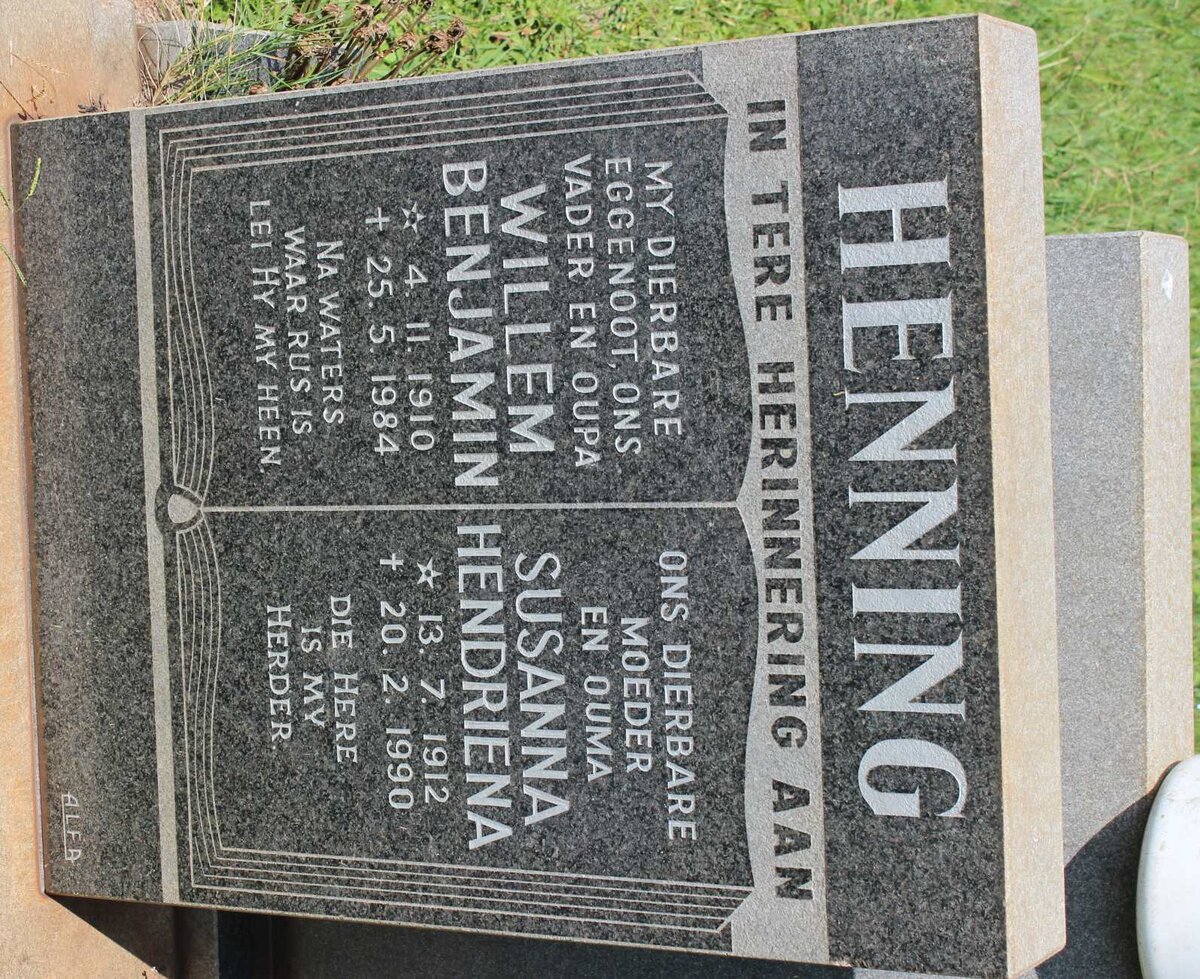 HENNING
IN TERE HERINNERING AAN
MY DIERBARE
EGGENOOT, ONS
VADER EN OUPA
WILLEM
BENJAMIN
☆ 4. 11. 1910
✝ 25. 5. 1984
NA WATERS
WAAR RUS IS
LEI HY MY HEEN.
ONS DIERBARE
MOEDER
EN OUMA
SUSANNA
HENDRIENA
☆ 13. 7. 1912
✝ 20. 2. 1990
DIE HERE
IS MY
HERDER.
ALFA